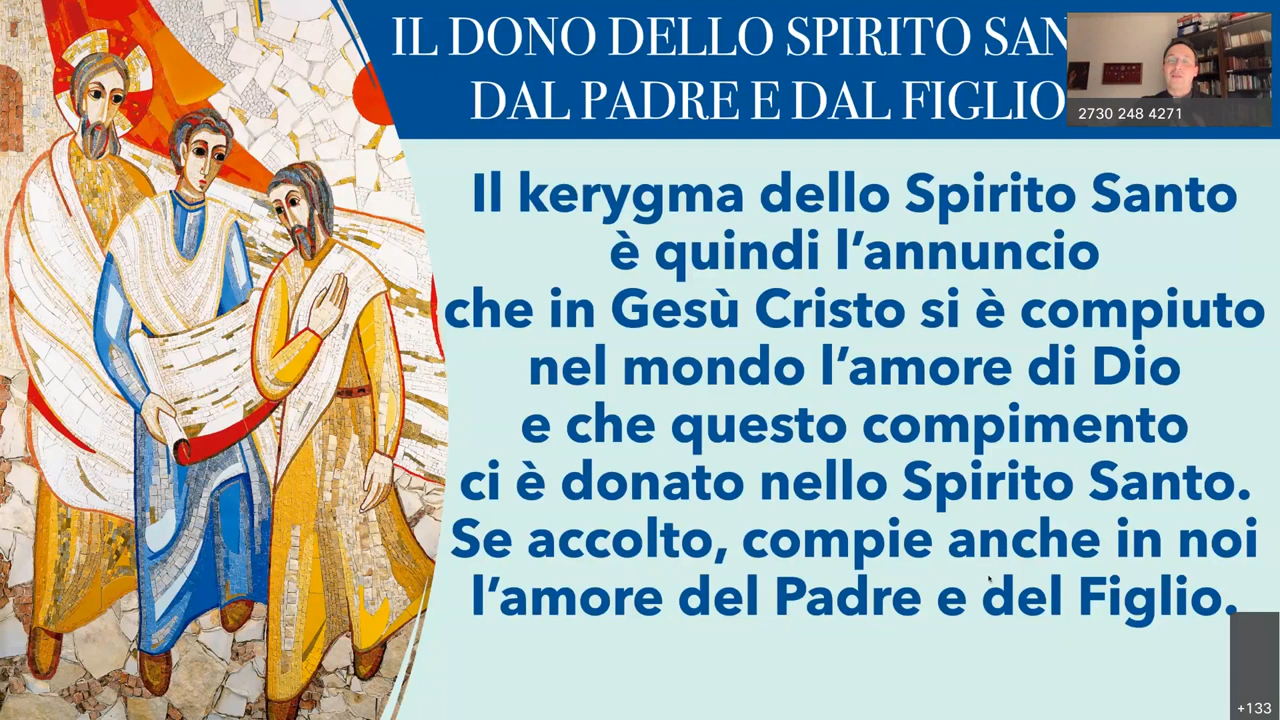 IL DONO DELLO SPIRITO SAN
DAL PADRE E DAL FIGLIO
2730 248 4271
Il kerygma dello Spirito Santo
è quindi l’annuncio
che in Gesù Cristo si è compiuto
nel mondo l’amore di Dio
e che questo compimento
ci è donato nello Spirito Santo.
Se accolto, compie anche in noi
l’amore del Padre e del Figlio.
+133